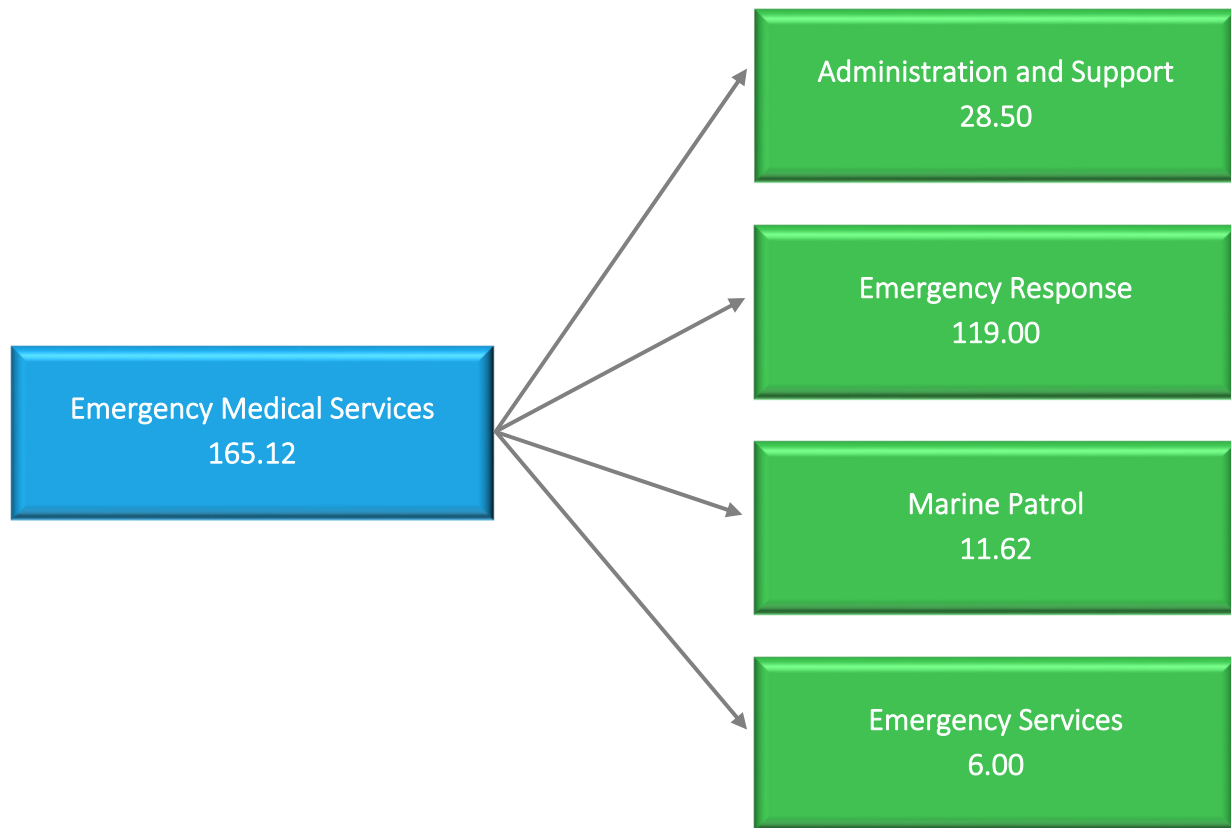 Administration and Support
28.50
Emergency Response
119.00
Emergency Medical Services
165.12
Marine Patrol
11.62
Emergency Services
6.00